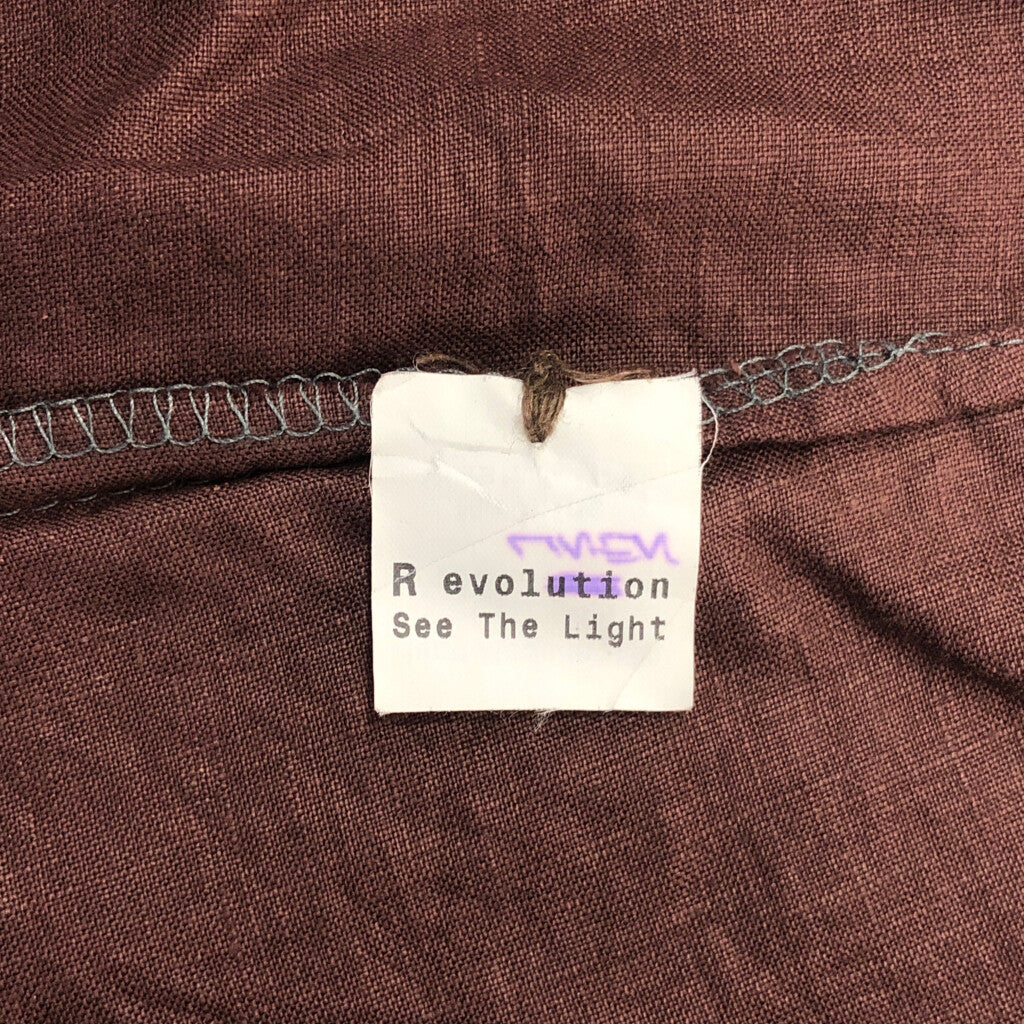 R evolution
See The Light